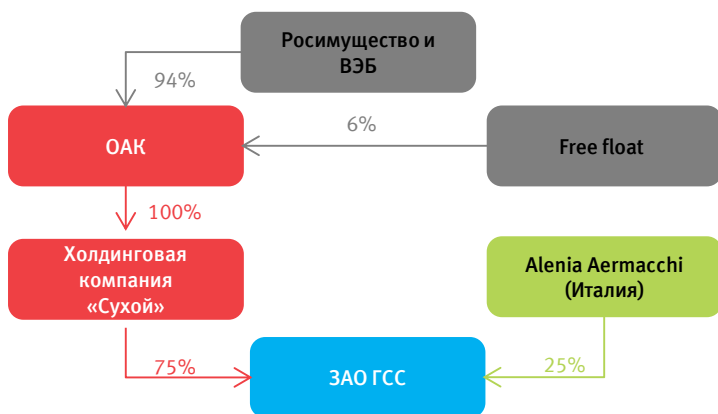 Росимущество и
ВЭБ
94%
6%
ОАК
Free float
100%
Холдинговая
компания
«Сухой»
Alenia Aermacchi
(Италия)
75%
ЗАО ГСС
25%